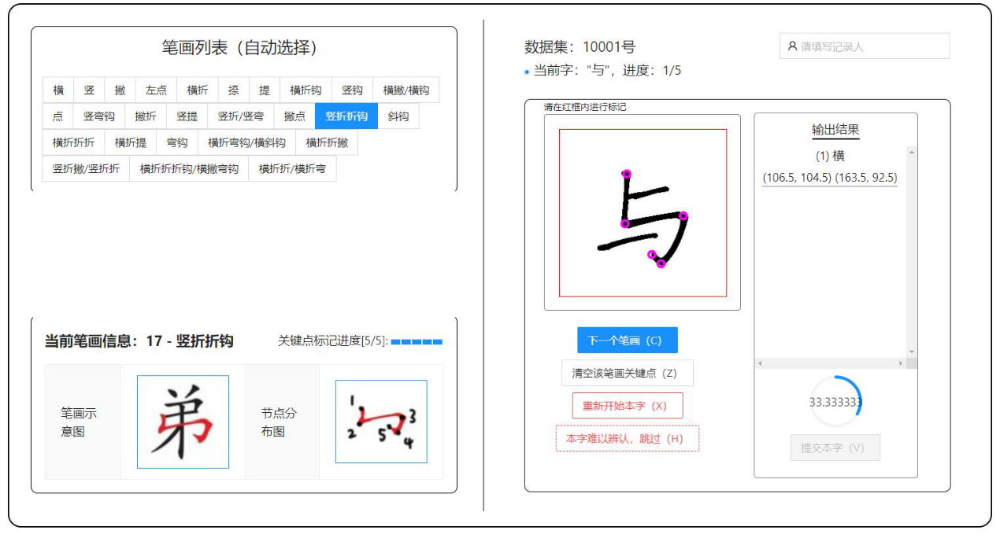 笔画列表（自动选择）
横 竖 撇 左点 横折 捺 提 横折钩 竖钩 横撇/横钩
点 竖弯钩 撇折 竖提 竖折/竖弯 撇点 竖折折钩 斜钩
横折折折 横折提 弯钩 横折弯钩/横斜钩 横折折撇
竖折撇/竖折折 横折折折钩/横撇弯钩 横折折/横折弯
当前笔画信息：17 - 竖折折钩 关键点标记进度[5/5]:
笔画示
意图
弟
节点分
布图
1
2
3
5
4
数据集：10001号
请填写记录人
当前字："与"，进度：1/5
请在红框内进行标记
与
下一个笔画（C）
清空该笔画关键点（Z）
重新开始本字（X）
本字难以辨认，跳过（H）
输出结果
(1) 横
(106.5, 104.5) (163.5, 92.5)
33.333333
提交本字（V）